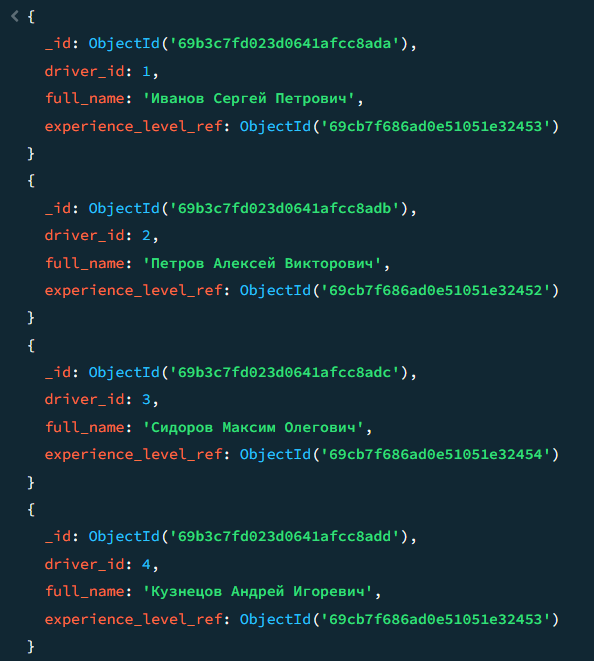 {
_id: ObjectId('69b3c7fd023d0641afcc8ada'),
driver_id: 1,
full_name: 'Иванов Сергей Петрович',
experience_level_ref: ObjectId('69cb7f686ad0e51051e32453')
}
{
_id: ObjectId('69b3c7fd023d0641afcc8adb'),
driver_id: 2,
full_name: 'Петров Алексей Викторович',
experience_level_ref: ObjectId('69cb7f686ad0e51051e32452')
}
{
_id: ObjectId('69b3c7fd023d0641afcc8adc'),
driver_id: 3,
full_name: 'Сидоров Максим Олегович',
experience_level_ref: ObjectId('69cb7f686ad0e51051e32454')
}
{
_id: ObjectId('69b3c7fd023d0641afcc8add'),
driver_id: 4,
full_name: 'Кузнецов Андрей Игоревич',
experience_level_ref: ObjectId('69cb7f686ad0e51051e32453')
}